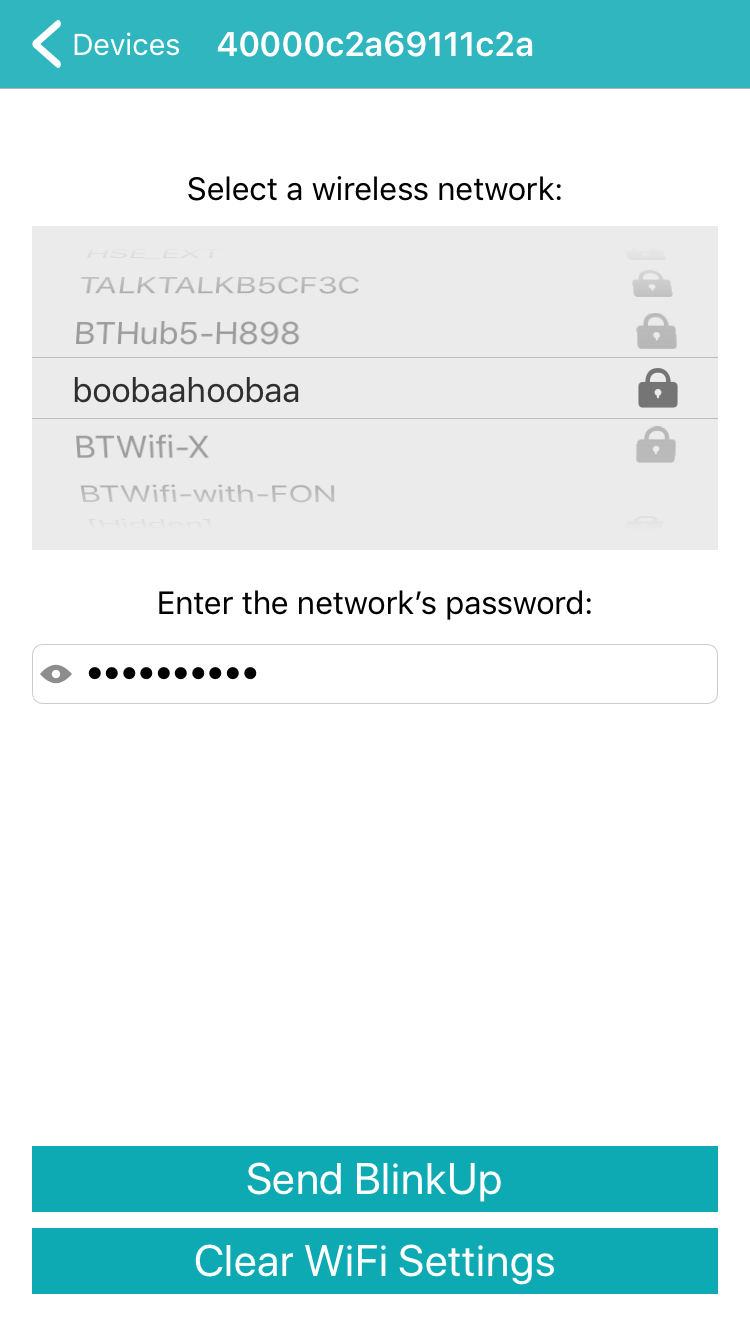 Devices 40000c2a69111c2a
Select a wireless network:
HSE_EXT
TALKTALKB5CF3C
BTHub5-H898
boobaahoobaa
BTWifi-X
BTWifi-with-FON
[Hidden]
Enter the network’s password:
••••••••••
Send BlinkUp
Clear WiFi Settings